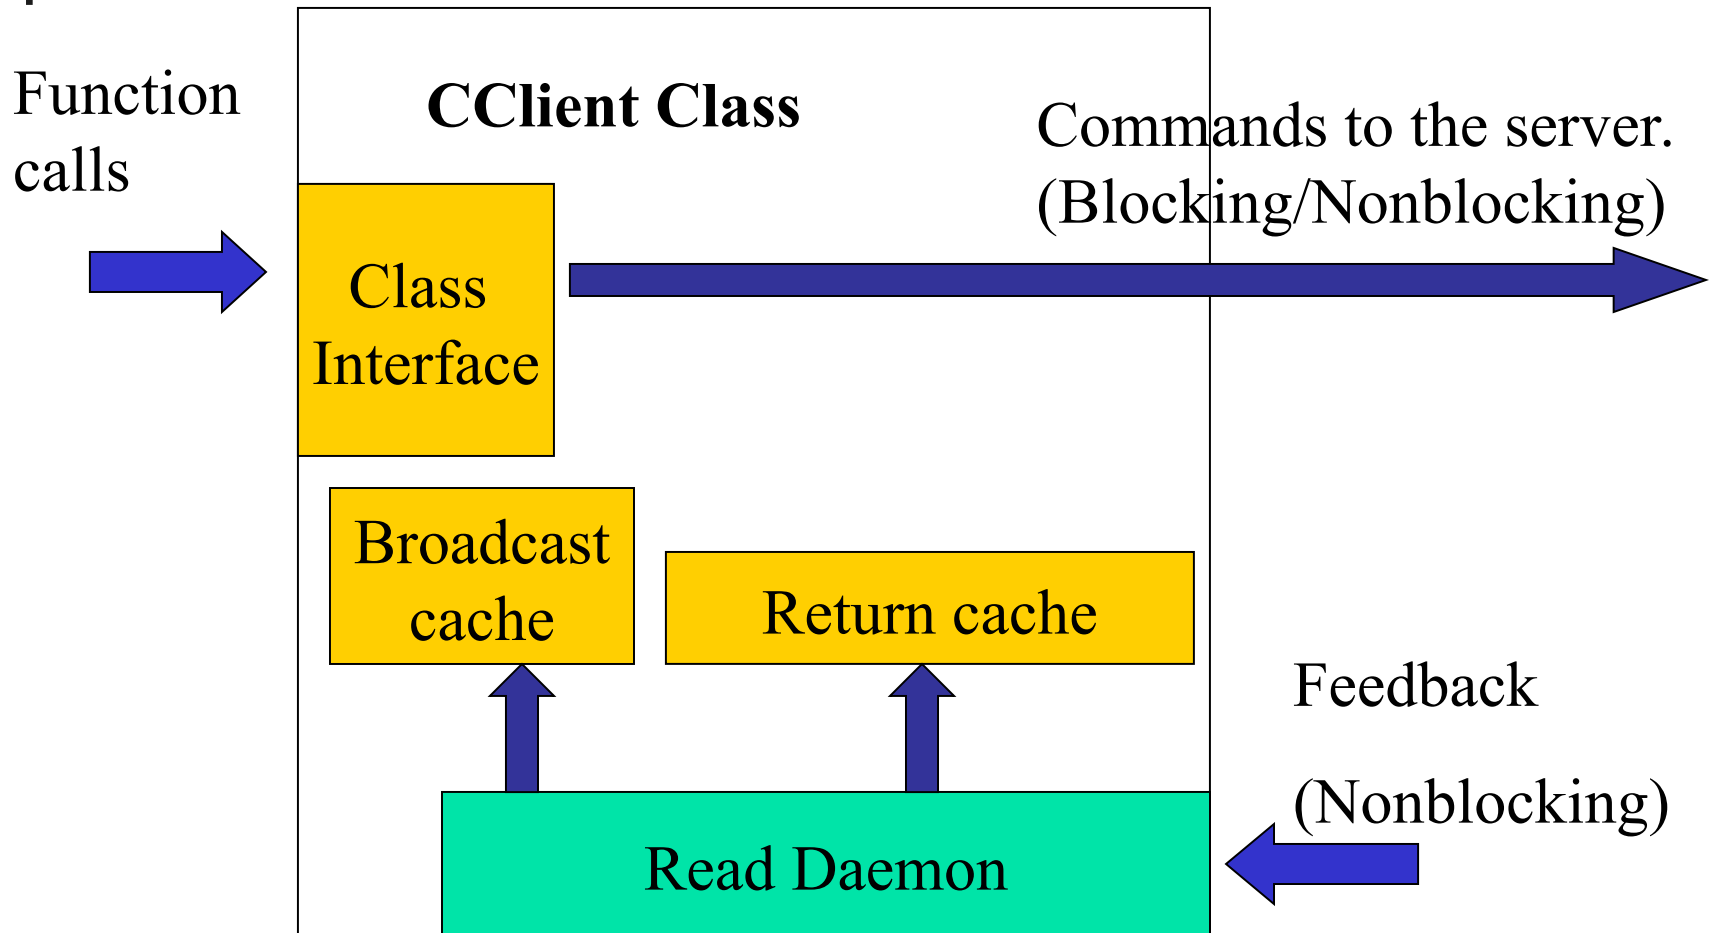 Function
calls
CClient Class
Commands to the server.
(Blocking/Nonblocking)
Class
Interface
Broadcast
cache
Return cache
Feedback
(Nonblocking)
Read Daemon